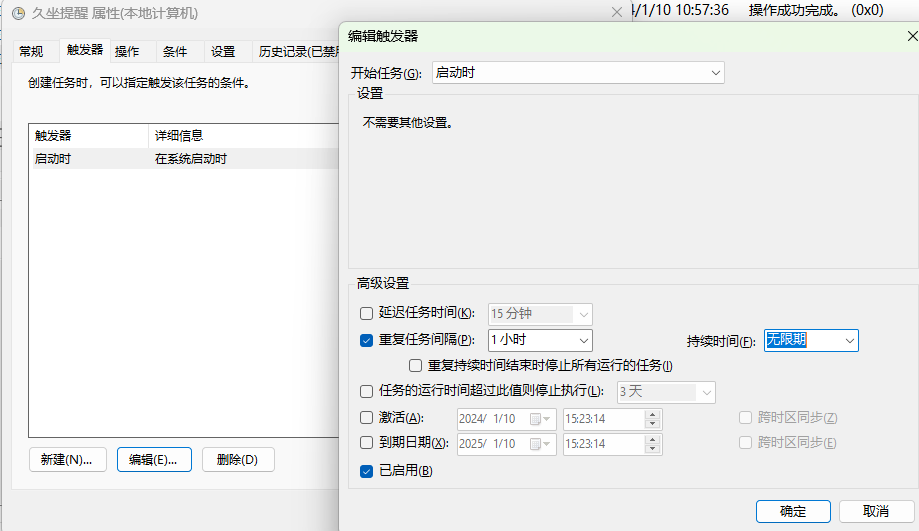 久坐提醒 属性(本地计算机)
4/1/10 10:57:36 操作成功完成。 (0x0)
常规 触发器 操作 条件 设置 历史记录(已禁用
创建任务时，可以指定触发该任务的条件。
触发器 详细信息
启动时 在系统启动时
新建(N)... 编辑(E)... 删除(D)
编辑触发器
开始任务(G): 启动时
设置
不需要其他设置。
高级设置
延迟任务时间(K): 15 分钟
重复任务间隔(P): 1 小时 持续时间(F): 无限期
重复持续时间结束时停止所有运行的任务(I)
任务的运行时间超过此值则停止执行(L): 3 天
激活(A): 2024/ 1/10 15:23:14 跨时区同步(Z)
到期日期(X): 2025/ 1/10 15:23:14 跨时区同步(E)
已启用(B)
确定 取消